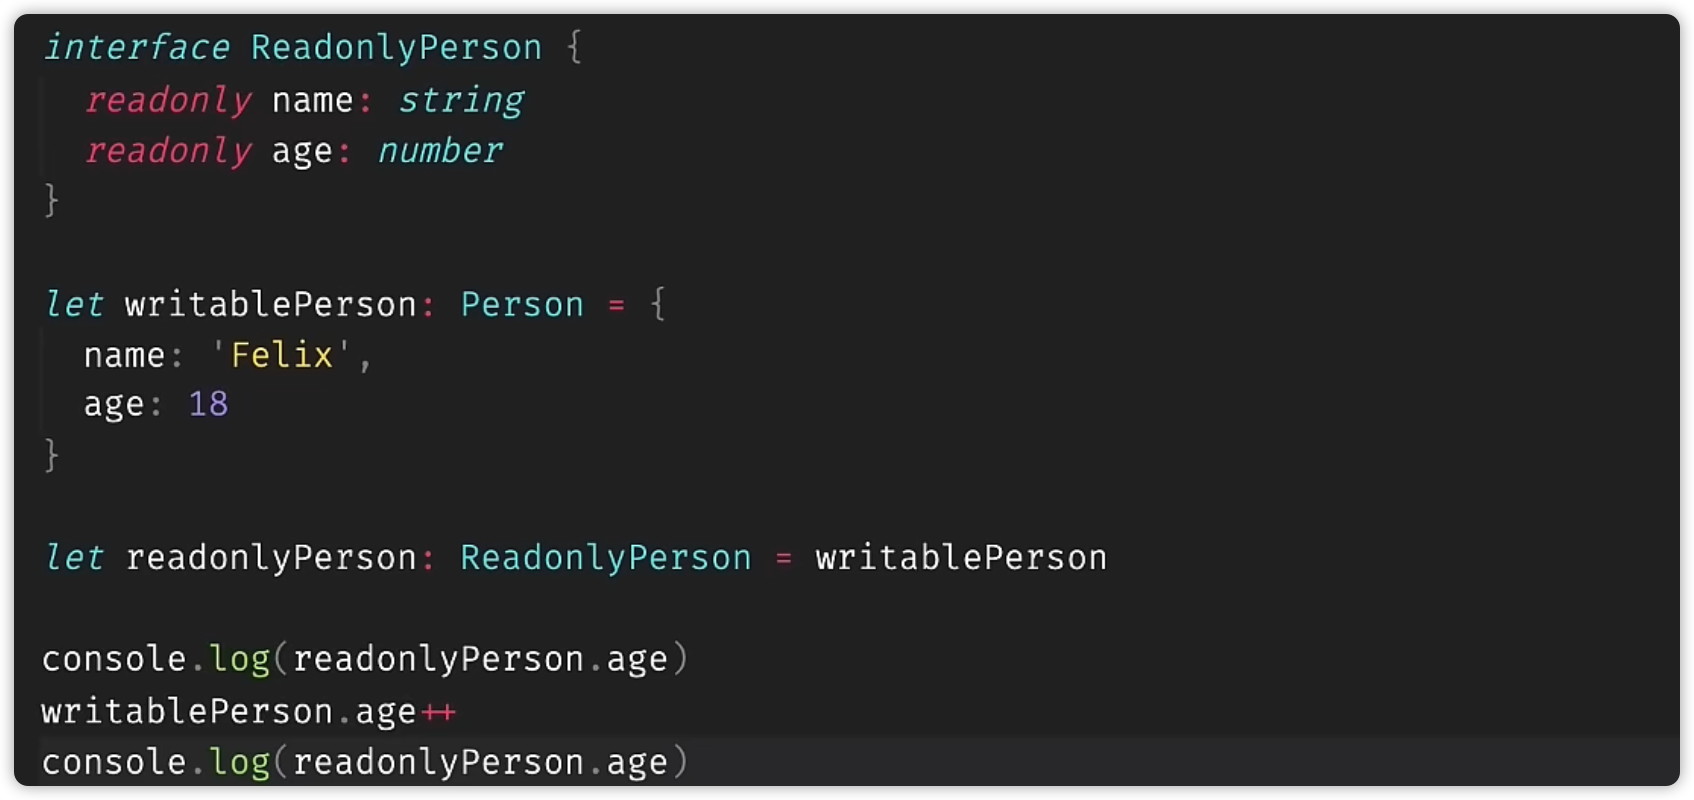 interface ReadonlyPerson {
  readonly name: string
  readonly age: number
}

let writablePerson: Person = {
  name: 'Felix',
  age: 18
}

let readonlyPerson: ReadonlyPerson = writablePerson

console.log(readonlyPerson.age)
writablePerson.age++
console.log(readonlyPerson.age)